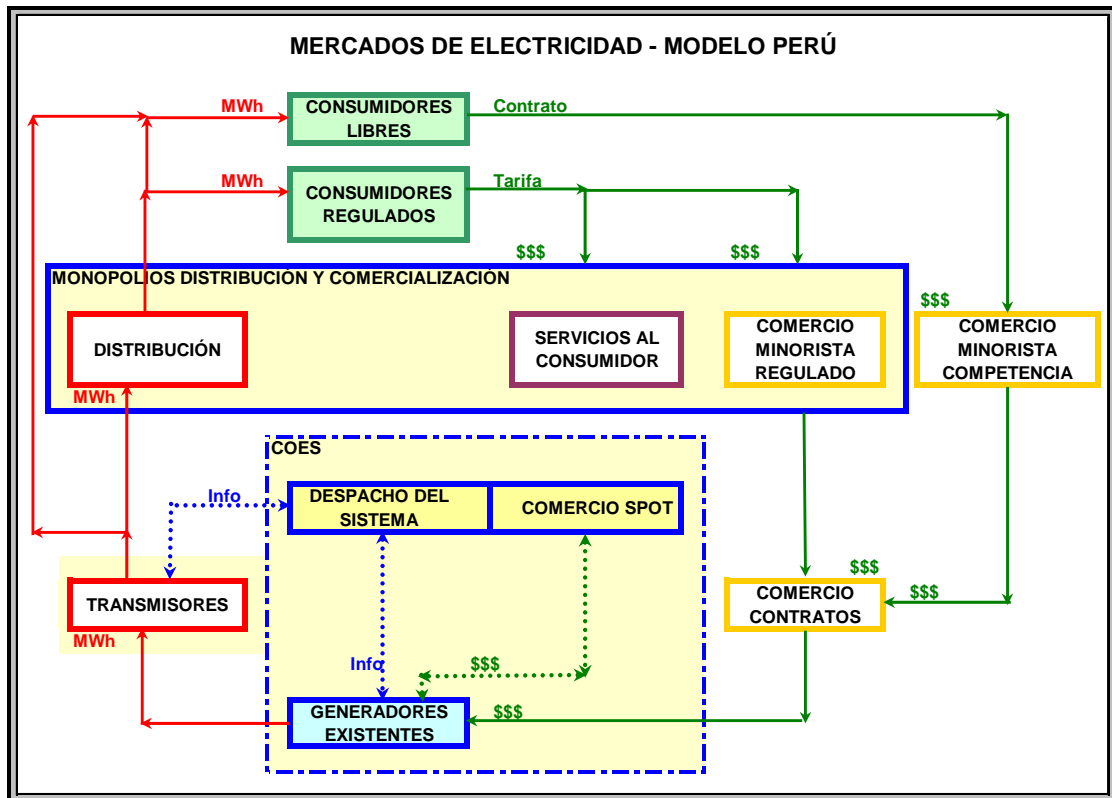 MERCADOS DE ELECTRICIDAD - MODELO PERÚ
MWh
CONSUMIDORES
LIBRES
Contrato
MWh
CONSUMIDORES
REGULADOS
Tarifa
$$$
$$$
MONOPOLIOS DISTRIBUCIÓN Y COMERCIALIZACIÓN
$$$
DISTRIBUCIÓN
SERVICIOS AL
CONSUMIDOR
COMERCIO
MINORISTA
REGULADO
COMERCIO
MINORISTA
COMPETENCIA
MWh
COES
Info
DESPACHO DEL
SISTEMA
COMERCIO SPOT
TRANSMISORES
MWh
$$$
COMERCIO
CONTRATOS
$$$
Info
$$$
GENERADORES
EXISTENTES
$$$